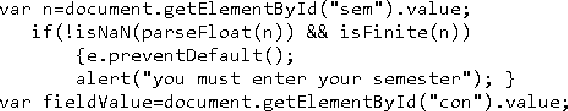 var n=document.getElementById("sem").value;
if(!isNaN(parseFloat(n)) && isFinite(n))
{e.preventDefault();
alert("you must enter your semester"); }
var fieldValue=document.getElementById("con").value;